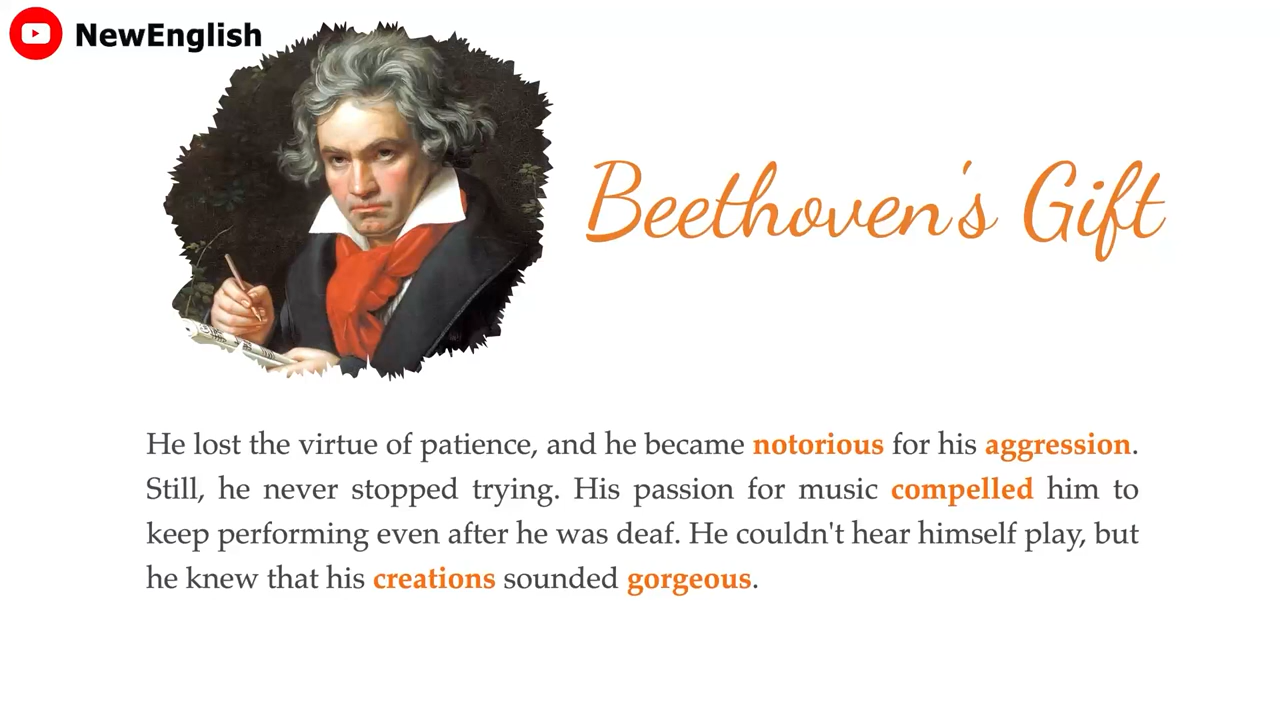 NewEnglish
Beethoven's Gift
He lost the virtue of patience, and he became notorious for his aggression.
Still, he never stopped trying. His passion for music compelled him to
keep performing even after he was deaf. He couldn't hear himself play, but
he knew that his creations sounded gorgeous.